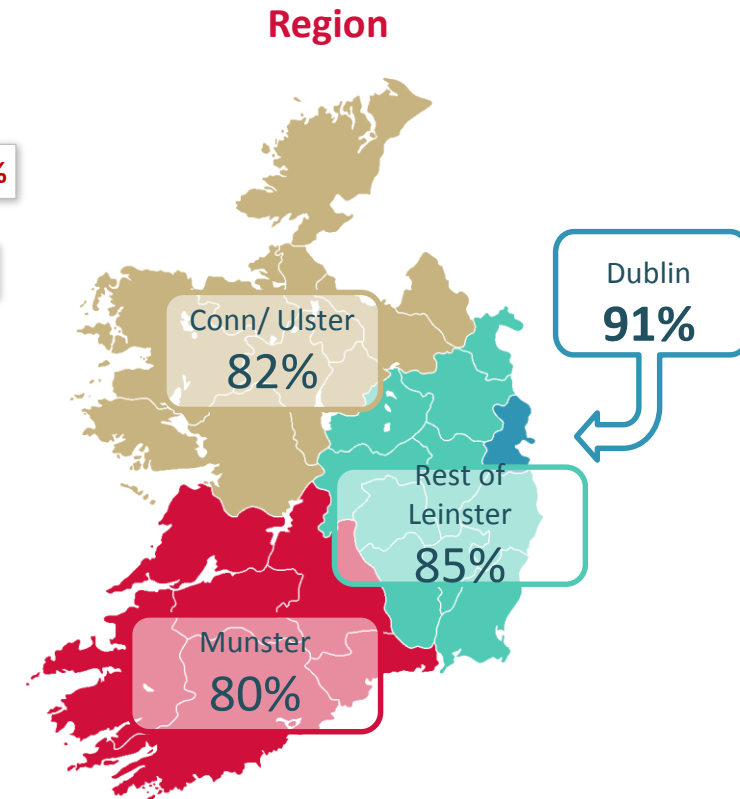 Region
%
Conn/ Ulster
82%
Dublin
91%
Rest of
Leinster
85%
Munster
80%